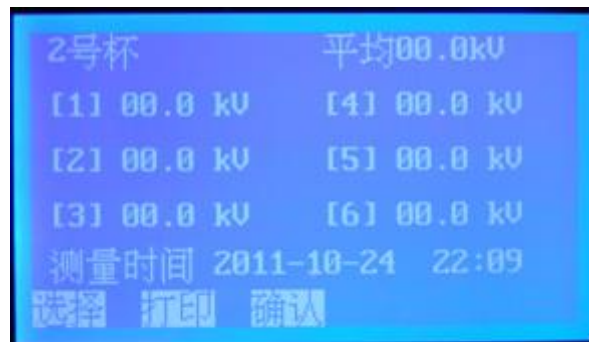 2号杯 平均00.0kV
[1] 00.0 kV [4] 00.0 kV
[2] 00.0 kV [5] 00.0 kV
[3] 00.0 kV [6] 00.0 kV
测量时间 2011-10-24 22:09
选择 打印 确认